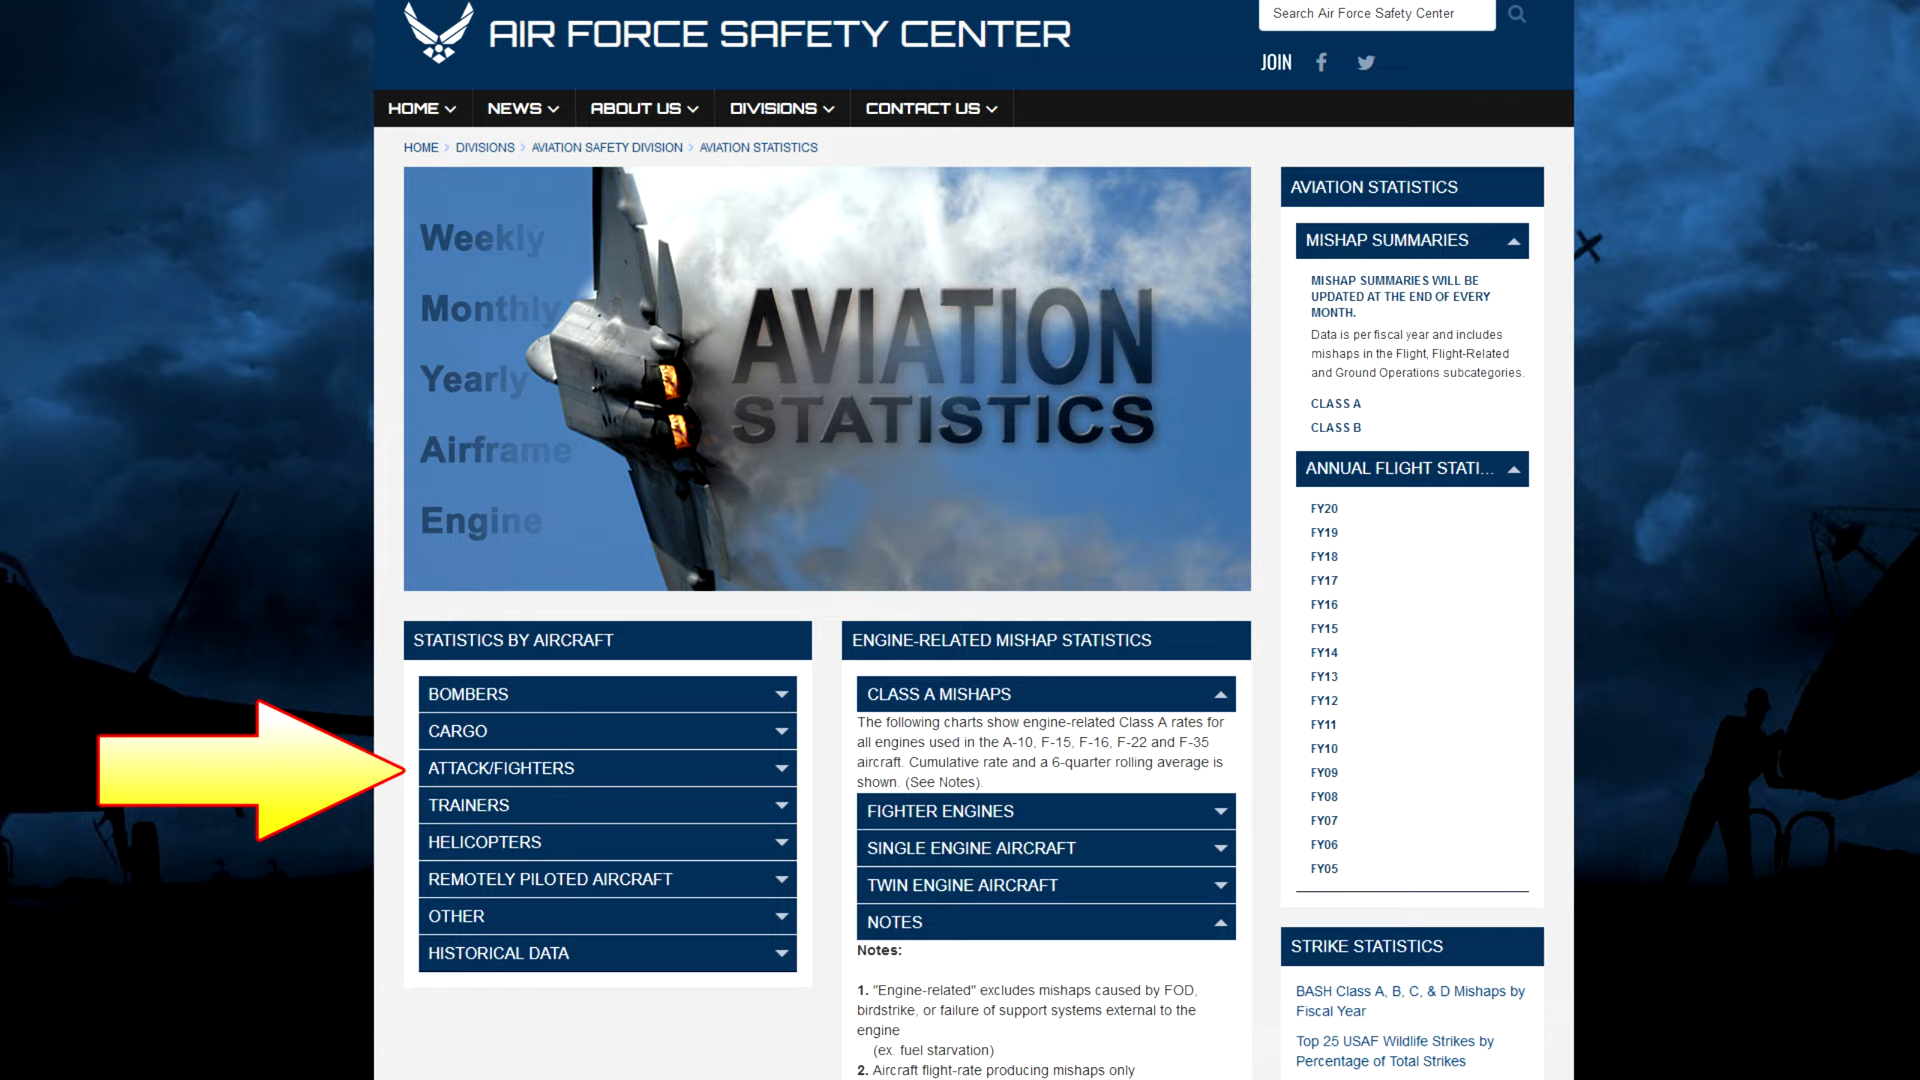 AIR FORCE SAFETY CENTER
Search Air Force Safety Center
JOIN
HOME
NEWS
ABOUT US
DIVISIONS
CONTACT US
HOME > DIVISIONS > AVIATION SAFETY DIVISION > AVIATION STATISTICS
Weekly
Monthly
Yearly
Airframe
Engine
AVIATION
STATISTICS
STATISTICS BY AIRCRAFT
BOMBERS
CARGO
ATTACK/FIGHTERS
TRAINERS
HELICOPTERS
REMOTELY PILOTED AIRCRAFT
OTHER
HISTORICAL DATA
ENGINE-RELATED MISHAP STATISTICS
CLASS A MISHAPS
The following charts show engine-related Class A rates for
all engines used in the A-10, F-15, F-16, F-22 and F-35
aircraft. Cumulative rate and a 6-quarter rolling average is
shown. (See Notes).
FIGHTER ENGINES
SINGLE ENGINE AIRCRAFT
TWIN ENGINE AIRCRAFT
NOTES
Notes:
1. "Engine-related" excludes mishaps caused by FOD,
birdstrike, or failure of support systems external to the
engine
(ex. fuel starvation)
2. Aircraft flight-rate producing mishaps only
AVIATION STATISTICS
MISHAP SUMMARIES
MISHAP SUMMARIES WILL BE
UPDATED AT THE END OF EVERY
MONTH.
Data is per fiscal year and includes
mishaps in the Flight, Flight-Related
and Ground Operations subcategories.
CLASS A
CLASS B
ANNUAL FLIGHT STATI...
FY20
FY19
FY18
FY17
FY16
FY15
FY14
FY13
FY12
FY11
FY10
FY09
FY08
FY07
FY06
FY05
STRIKE STATISTICS
BASH Class A, B, C, & D Mishaps by
Fiscal Year
Top 25 USAF Wildlife Strikes by
Percentage of Total Strikes